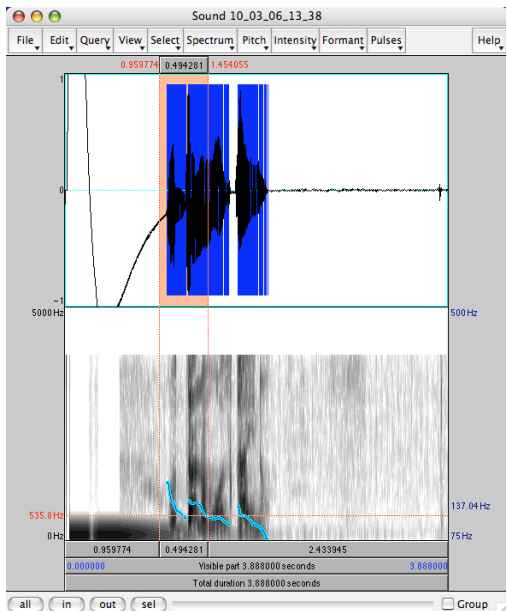 Sound 10_03_06_13_38
File Edit Query View Select Spectrum Pitch Intensity Formant Pulses Help
0.959774 0.494281 1.454055
1
0
-1
5000 Hz 500 Hz
535.8 Hz 137.04 Hz
0 Hz 75 Hz
0.959774 0.494281 2.433945
0.000000 Visible part 3.888000 seconds 3.888000
Total duration 3.888000 seconds
all in out sel Group